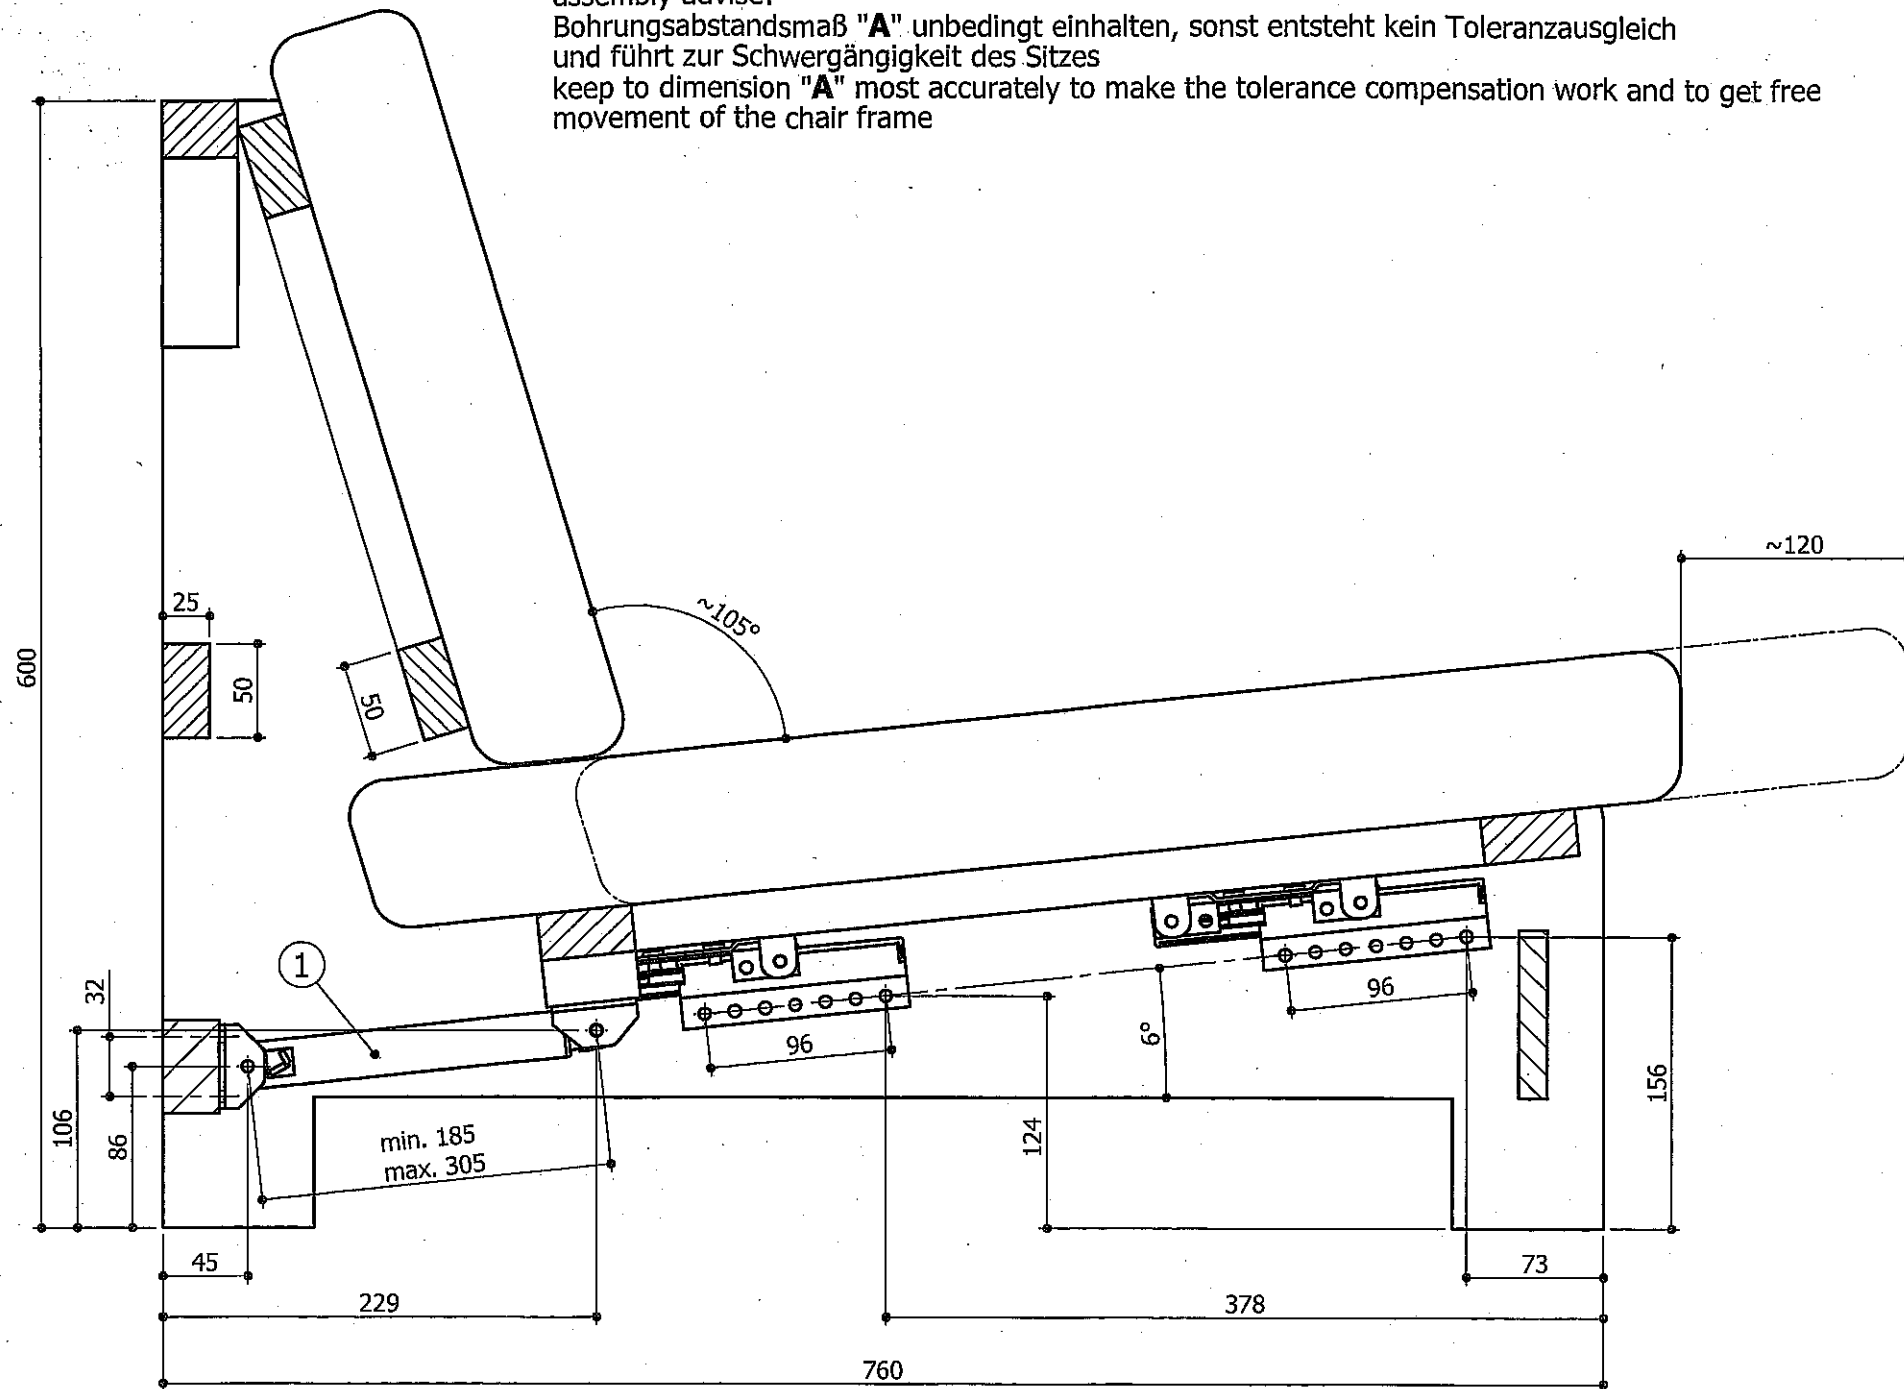 assembly advise:
Bohrungsabstandsmaß "A" unbedingt einhalten, sonst entsteht kein Toleranzausgleich
und führt zur Schwergängigkeit des Sitzes
keep to dimension "A" most accurately to make the tolerance compensation work and to get free
movement of the chair frame
~120
25
~105°
600
50
50
1
32
96
96
6°
106
86
min. 185
max. 305
124
156
45
73
229
378
760